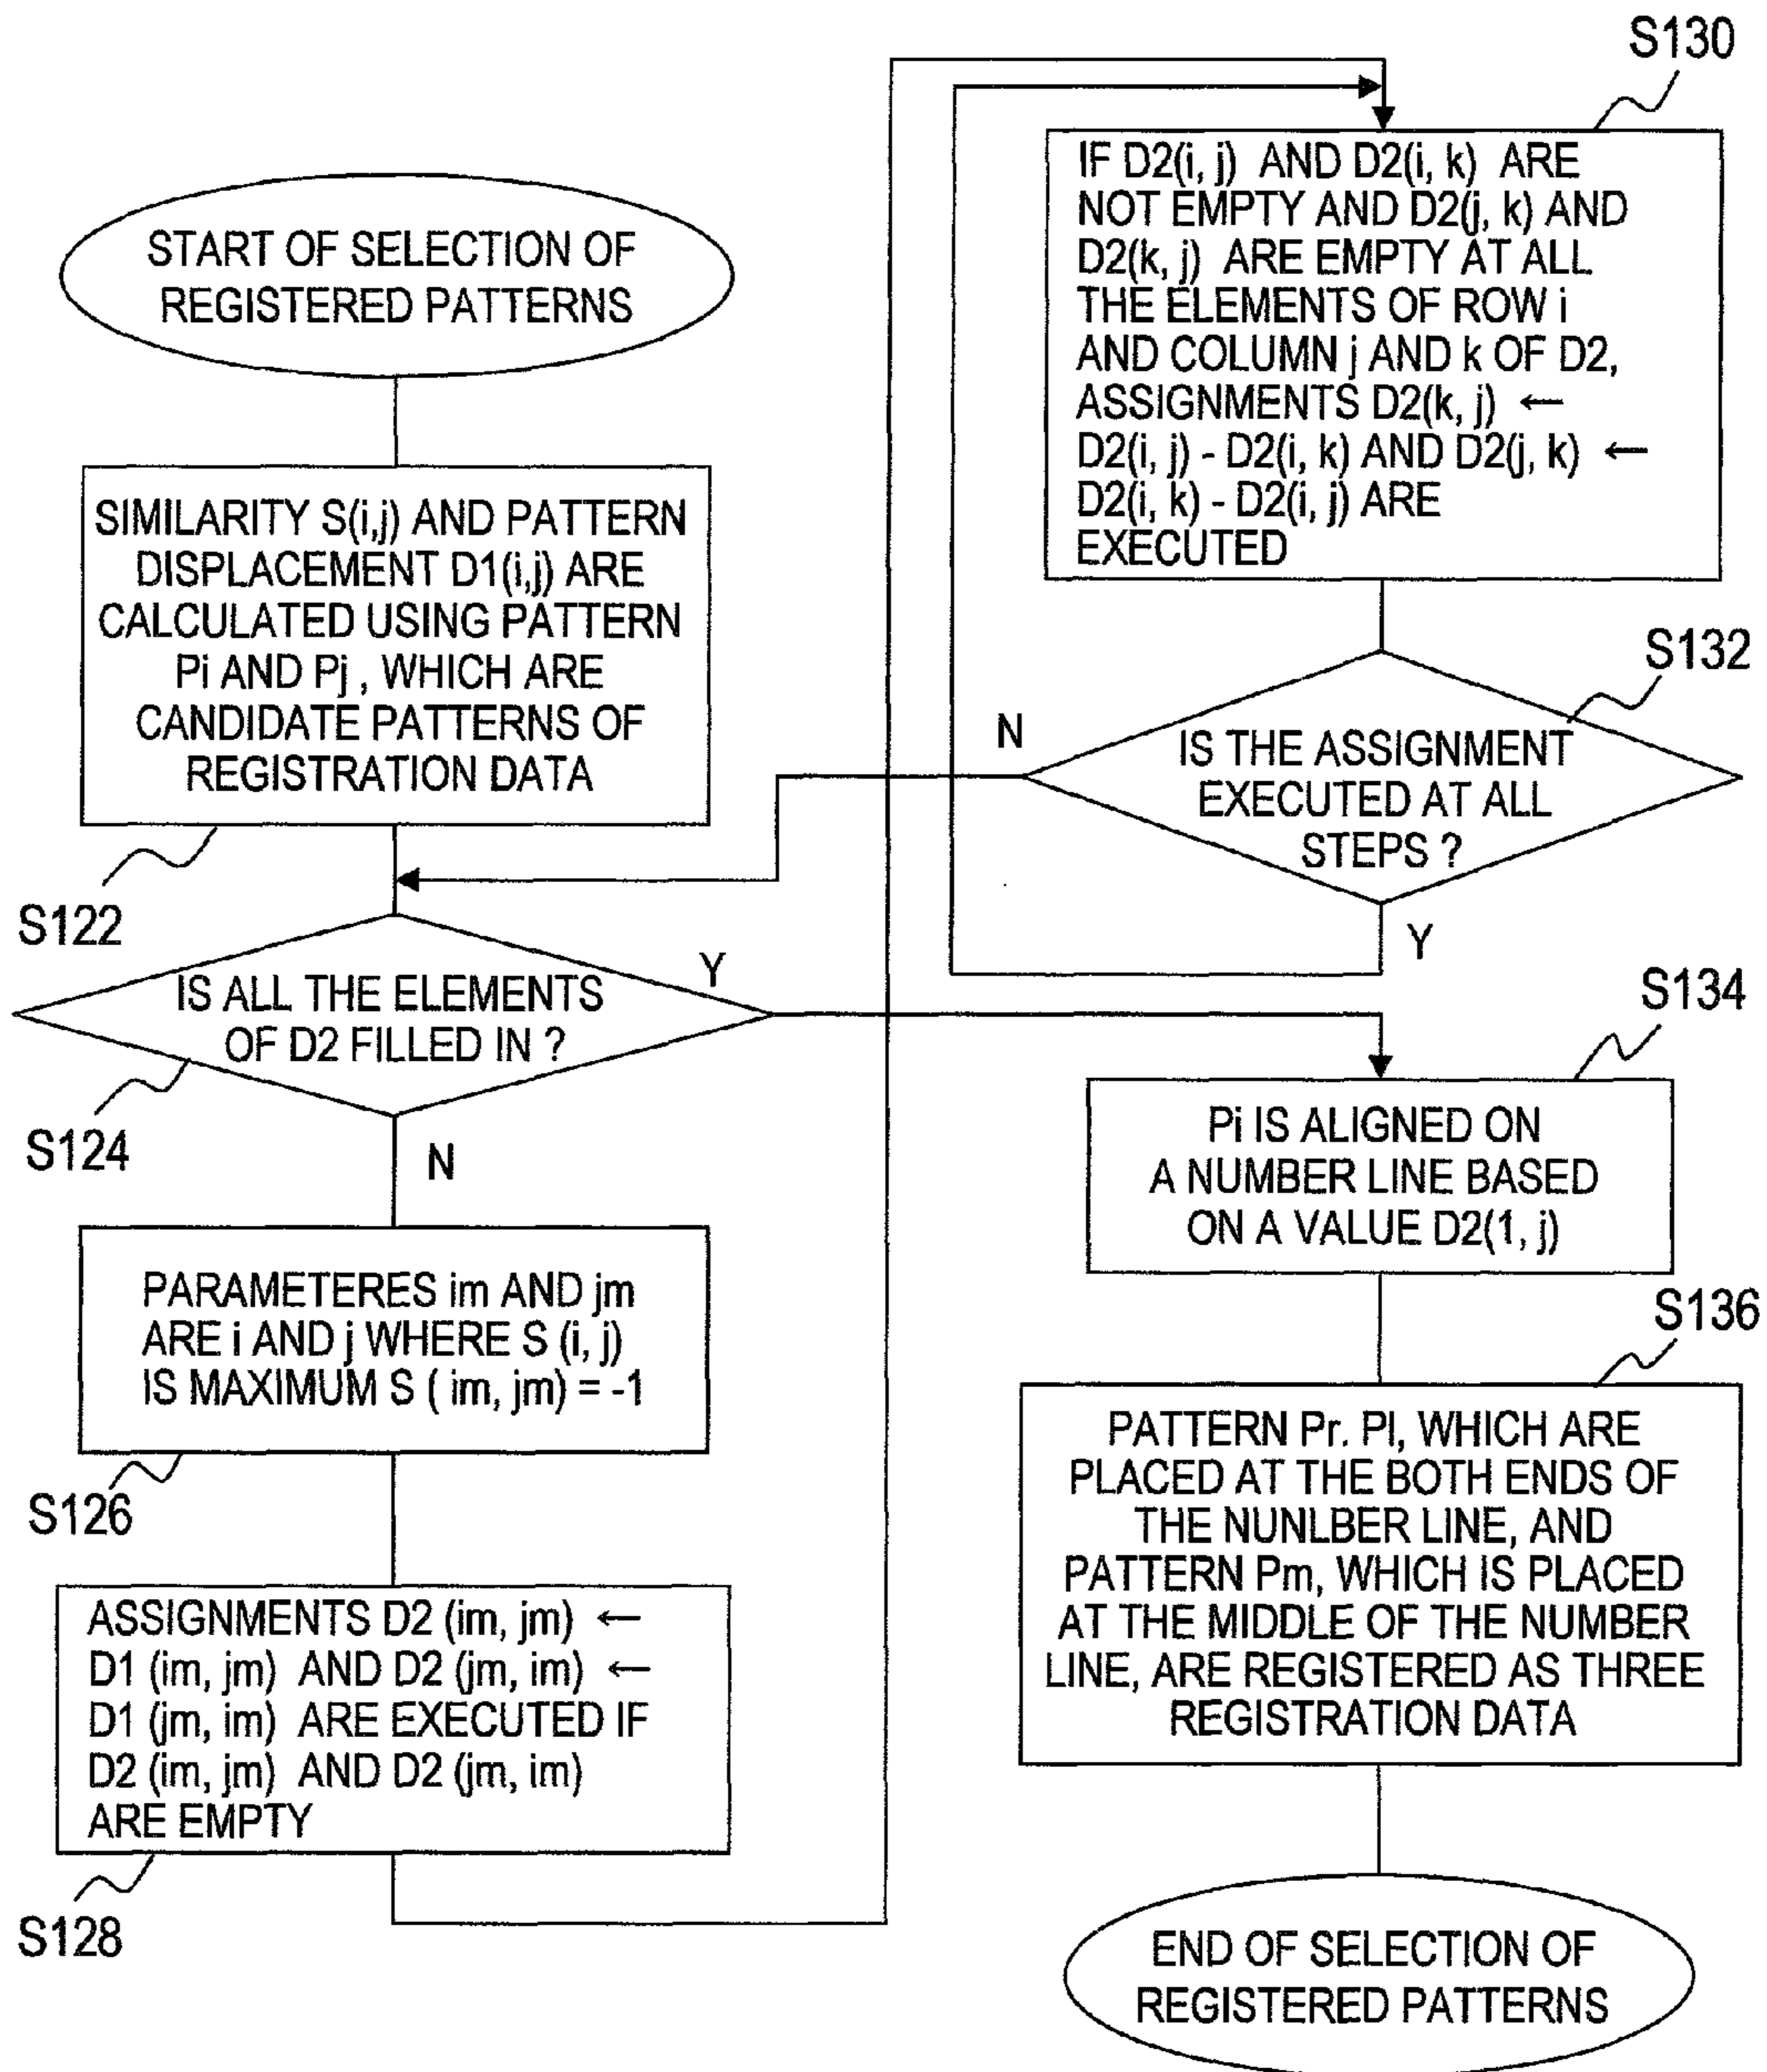 START OF SELECTION OF
REGISTERED PATTERNS
SIMILARITY S(i,j) AND PATTERN
DISPLACEMENT D1(i,j) ARE
CALCULATED USING PATTERN
Pi AND Pj , WHICH ARE
CANDIDATE PATTERNS OF
REGISTRATION DATA
S122
IS ALL THE ELEMENTS
OF D2 FILLED IN ?
Y
S124
N
PARAMETERES im AND jm
ARE i AND j WHERE S (i, j)
IS MAXIMUM S ( im, jm) = -1
S126
ASSIGNMENTS D2 (im, jm) ←
D1 (im, jm) AND D2 (jm, im) ←
D1 (jm, im) ARE EXECUTED IF
D2 (im, jm) AND D2 (jm, im)
ARE EMPTY
S128
S130
IF D2(i, j) AND D2(i, k) ARE
NOT EMPTY AND D2(j, k) AND
D2(k, j) ARE EMPTY AT ALL
THE ELEMENTS OF ROW i
AND COLUMN j AND k OF D2,
ASSIGNMENTS D2(k, j) ←
D2(i, j) - D2(i, k) AND D2(j, k) ←
D2(i, k) - D2(i, j) ARE
EXECUTED
S132
N
IS THE ASSIGNMENT
EXECUTED AT ALL
STEPS ?
Y
S134
Pi IS ALIGNED ON
A NUMBER LINE BASED
ON A VALUE D2(1, j)
S136
PATTERN Pr. Pl, WHICH ARE
PLACED AT THE BOTH ENDS OF
THE NUNLBER LINE, AND
PATTERN Pm, WHICH IS PLACED
AT THE MIDDLE OF THE NUMBER
LINE, ARE REGISTERED AS THREE
REGISTRATION DATA
END OF SELECTION OF
REGISTERED PATTERNS